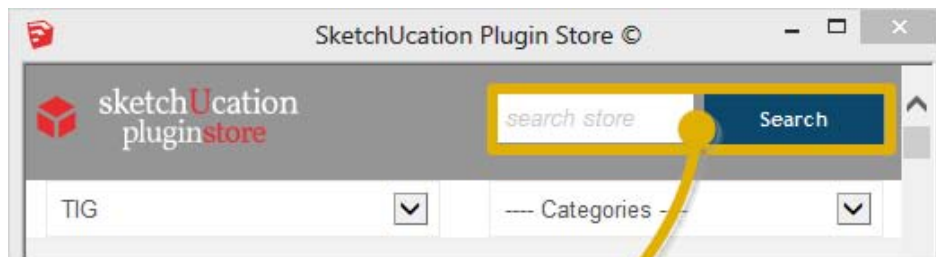 SketchUcation Plugin Store ©
sketchUcation
pluginstore
search store
Search
TIG
---- Categories ----